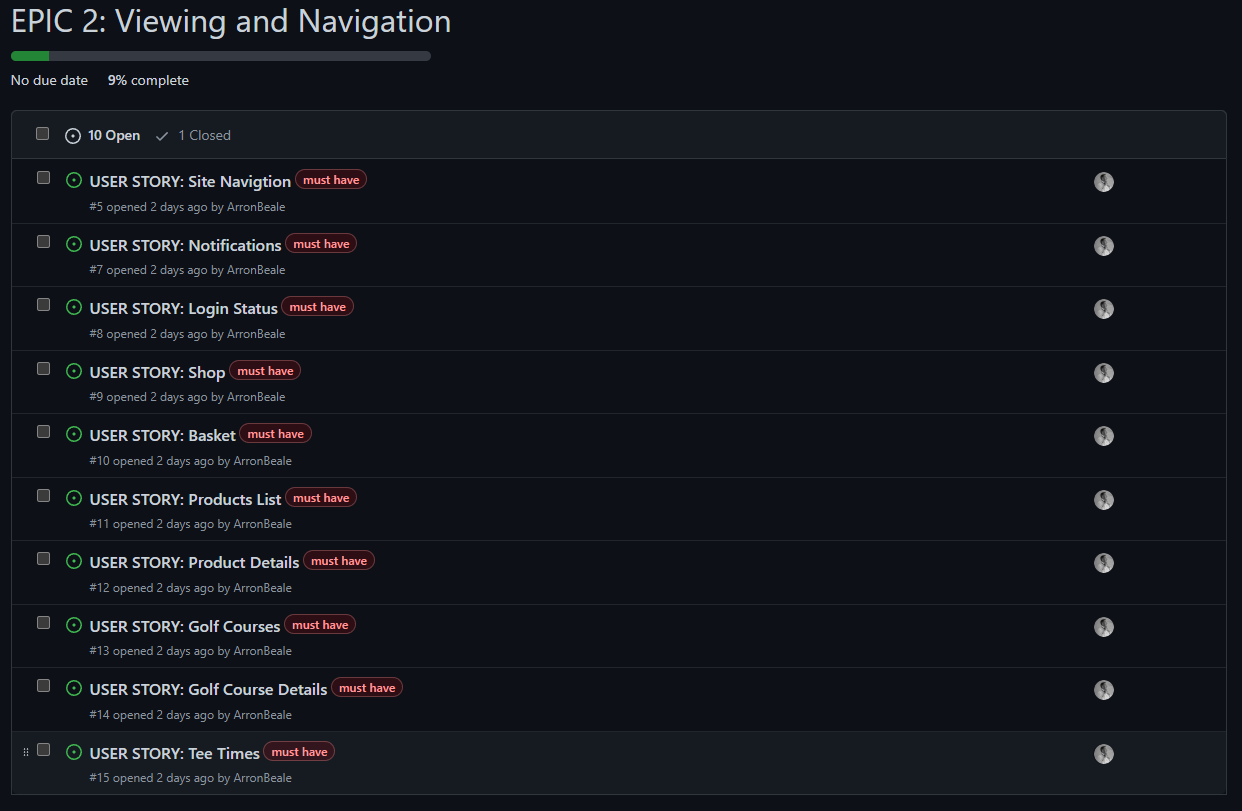 EPIC 2: Viewing and Navigation
No due date 9% complete
10 Open 1 Closed
USER STORY: Site Navigtion must have
#5 opened 2 days ago by ArronBeale
USER STORY: Notifications must have
#7 opened 2 days ago by ArronBeale
USER STORY: Login Status must have
#8 opened 2 days ago by ArronBeale
USER STORY: Shop must have
#9 opened 2 days ago by ArronBeale
USER STORY: Basket must have
#10 opened 2 days ago by ArronBeale
USER STORY: Products List must have
#11 opened 2 days ago by ArronBeale
USER STORY: Product Details must have
#12 opened 2 days ago by ArronBeale
USER STORY: Golf Courses must have
#13 opened 2 days ago by ArronBeale
USER STORY: Golf Course Details must have
#14 opened 2 days ago by ArronBeale
USER STORY: Tee Times must have
#15 opened 2 days ago by ArronBeale